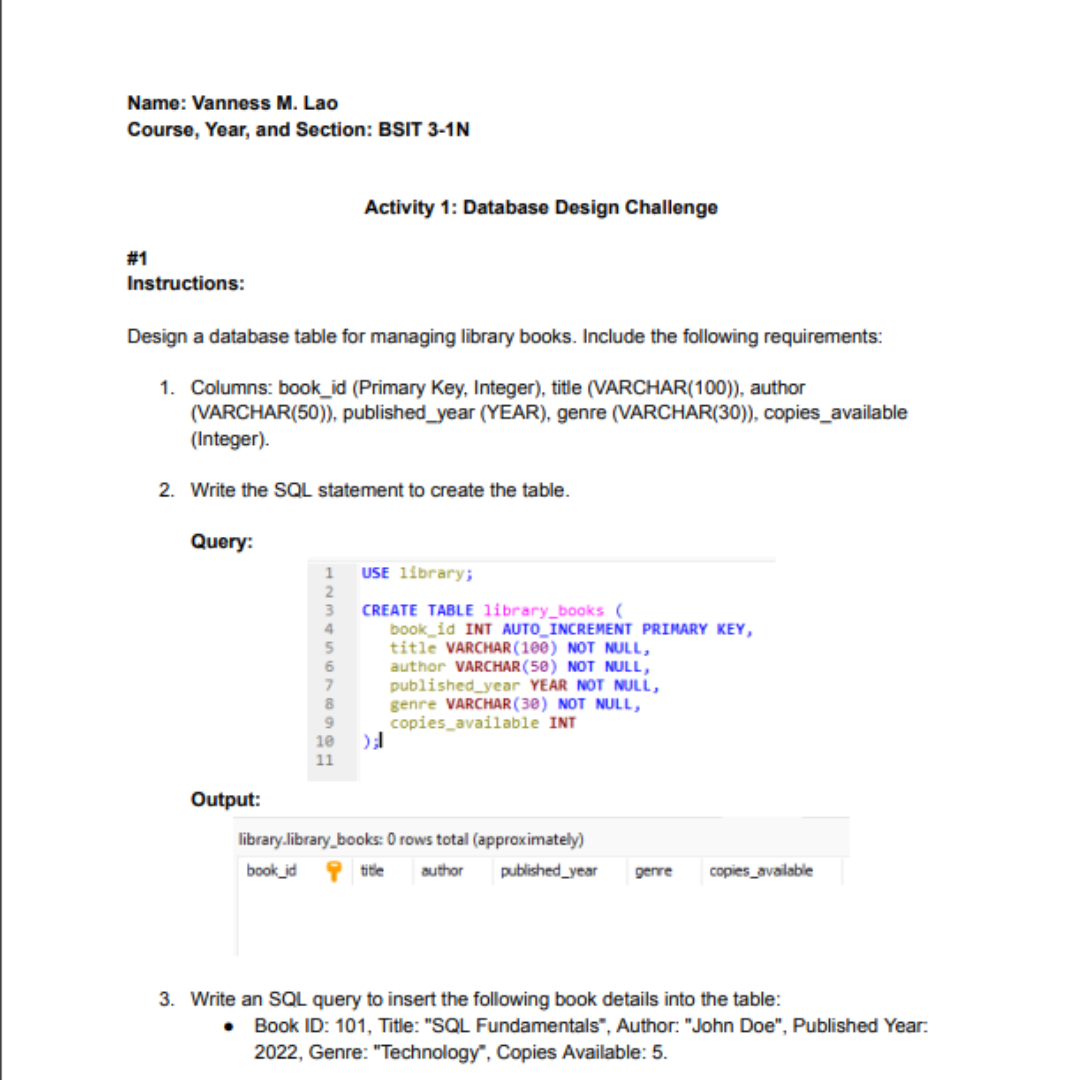 Name: Vanness M. Lao
Course, Year, and Section: BSIT 3-1N
Activity 1: Database Design Challenge
#1
Instructions:
Design a database table for managing library books. Include the following requirements:
1. Columns: book_id (Primary Key, Integer), title (VARCHAR(100)), author
(VARCHAR(50)), published_year (YEAR), genre (VARCHAR(30)), copies_available
(Integer).
2. Write the SQL statement to create the table.
Query:
1 USE library;
2
3 CREATE TABLE library_books (
4 book_id INT AUTO_INCREMENT PRIMARY KEY,
5 title VARCHAR(100) NOT NULL,
6 author VARCHAR(50) NOT NULL,
7 published_year YEAR NOT NULL,
8 genre VARCHAR(30) NOT NULL,
9 copies_available INT
10 );
11
Output:
library.library_books: 0 rows total (approximately)
book_id title author published_year genre copies_available
3. Write an SQL query to insert the following book details into the table:
● Book ID: 101, Title: "SQL Fundamentals", Author: "John Doe", Published Year:
2022, Genre: "Technology", Copies Available: 5.